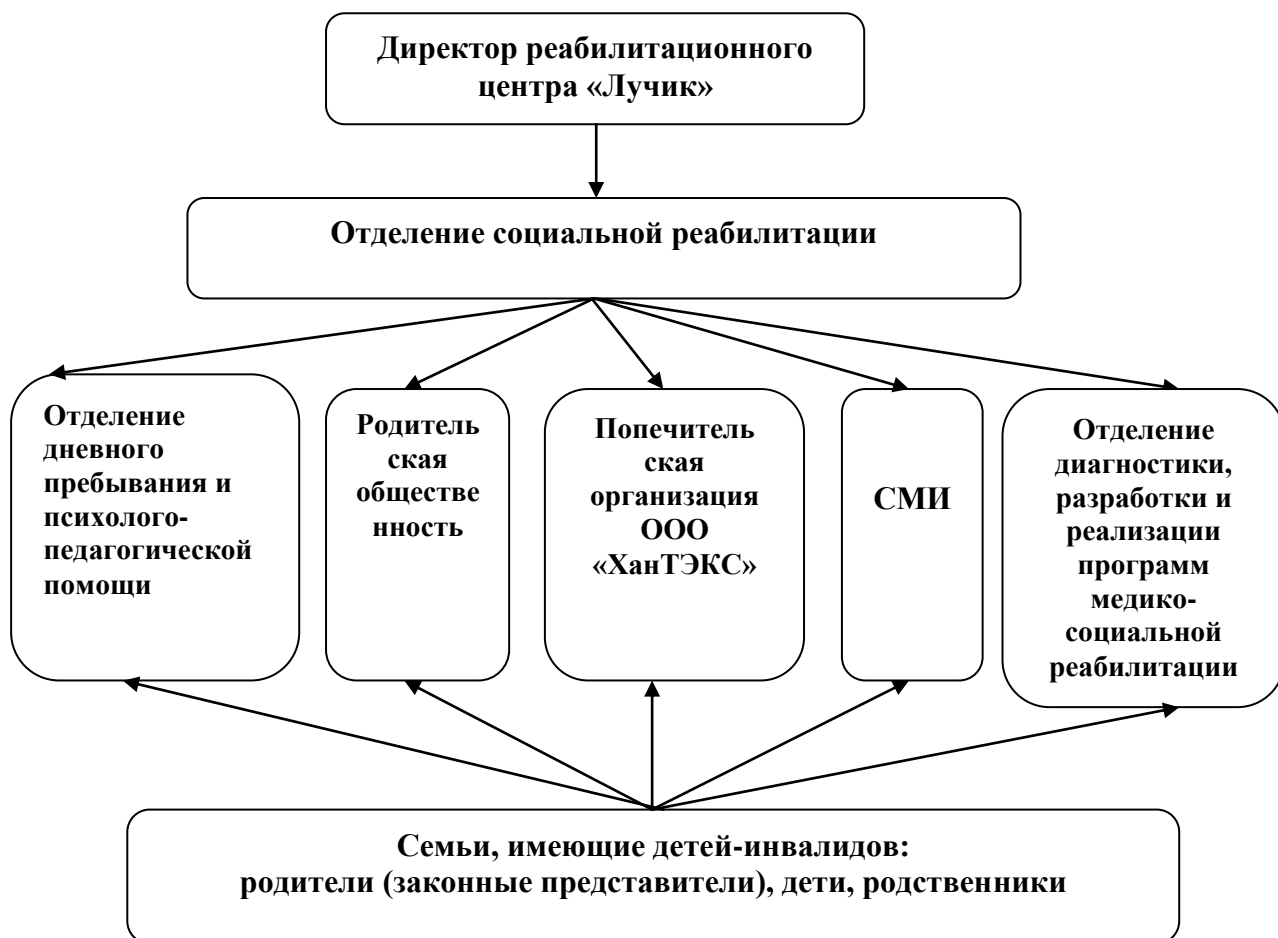 Директор реабилитационного
центра «Лучик»
Отделение социальной реабилитации
Отделение
дневного
пребывания и
психолого-
педагогической
помощи
Родитель
ская
обществе
нность
Попечитель
ская
организация
ООО
«ХанТЭКС»
СМИ
Отделение
диагностики,
разработки и
реализации
программ
медико-
социальной
реабилитации
Семьи, имеющие детей-инвалидов:
родители (законные представители), дети, родственники